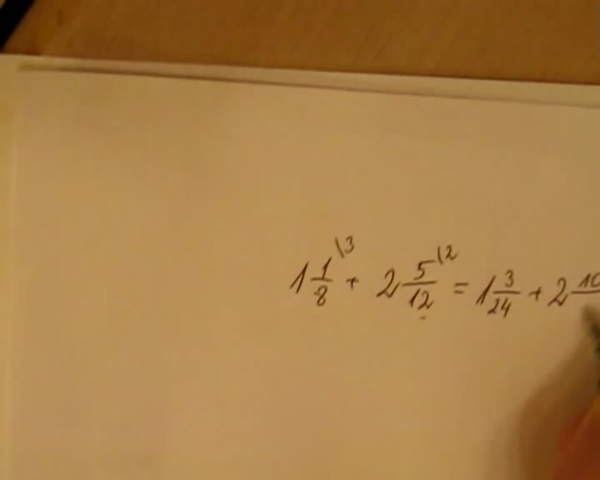 1 1/8 \3 + 2 5/12 \2 = 1 3/24 + 2 10/